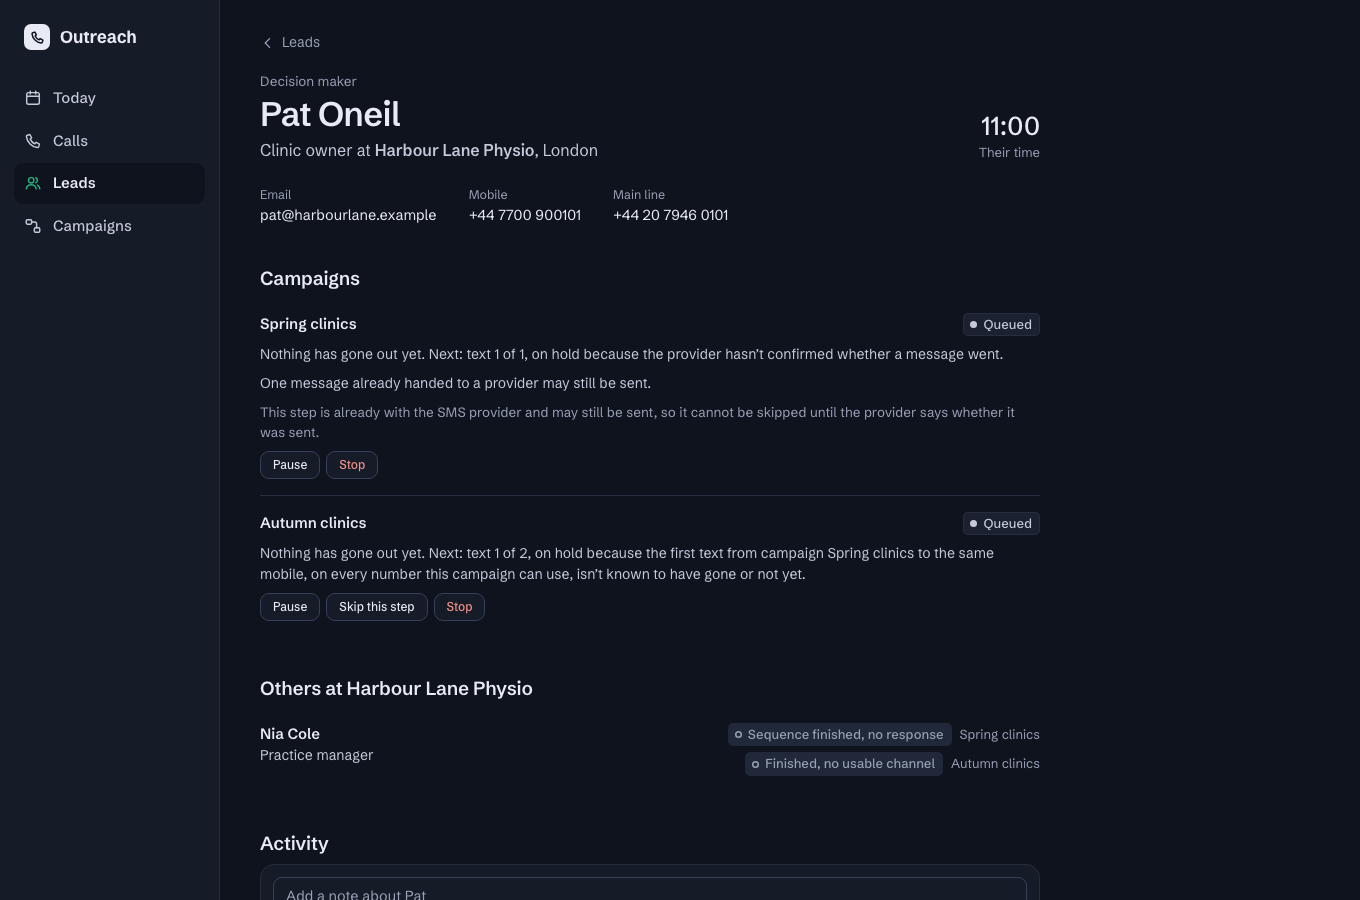 Outreach
Today
Calls
Leads
Campaigns
Leads
Decision maker
Pat Oneil
Clinic owner at Harbour Lane Physio, London
11:00
Their time
Email
pat@harbourlane.example
Mobile
+44 7700 900101
Main line
+44 20 7946 0101
Campaigns
Spring clinics
Queued
Nothing has gone out yet. Next: text 1 of 1, on hold because the provider hasn’t confirmed whether a message went.
One message already handed to a provider may still be sent.
This step is already with the SMS provider and may still be sent, so it cannot be skipped until the provider says whether it
was sent.
Pause
Stop
Autumn clinics
Queued
Nothing has gone out yet. Next: text 1 of 2, on hold because the first text from campaign Spring clinics to the same
mobile, on every number this campaign can use, isn’t known to have gone or not yet.
Pause
Skip this step
Stop
Others at Harbour Lane Physio
Nia Cole
Practice manager
Sequence finished, no response
Spring clinics
Finished, no usable channel
Autumn clinics
Activity
Add a note about Pat